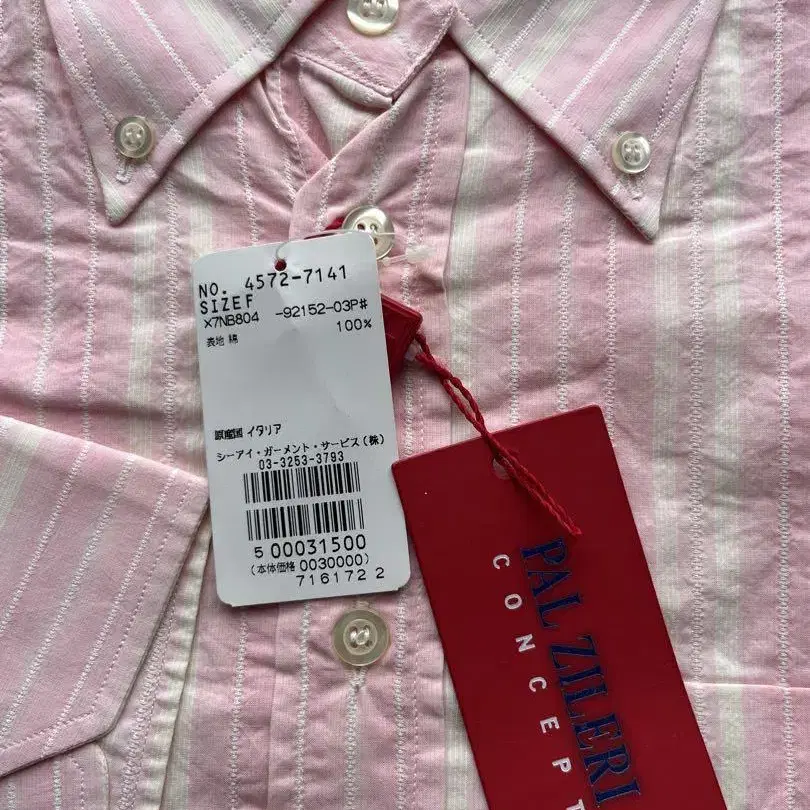 NO. 4572-7141
SIZE F
X7NB804 -92152-03P#
100%
表地 綿
原産国 イタリア
シーアイ・ガーメント・サービス(株)
03-3253-3793
5 00031500
(本体価格 0030000)
716172 2
PAL ZILERI
CONCEPT